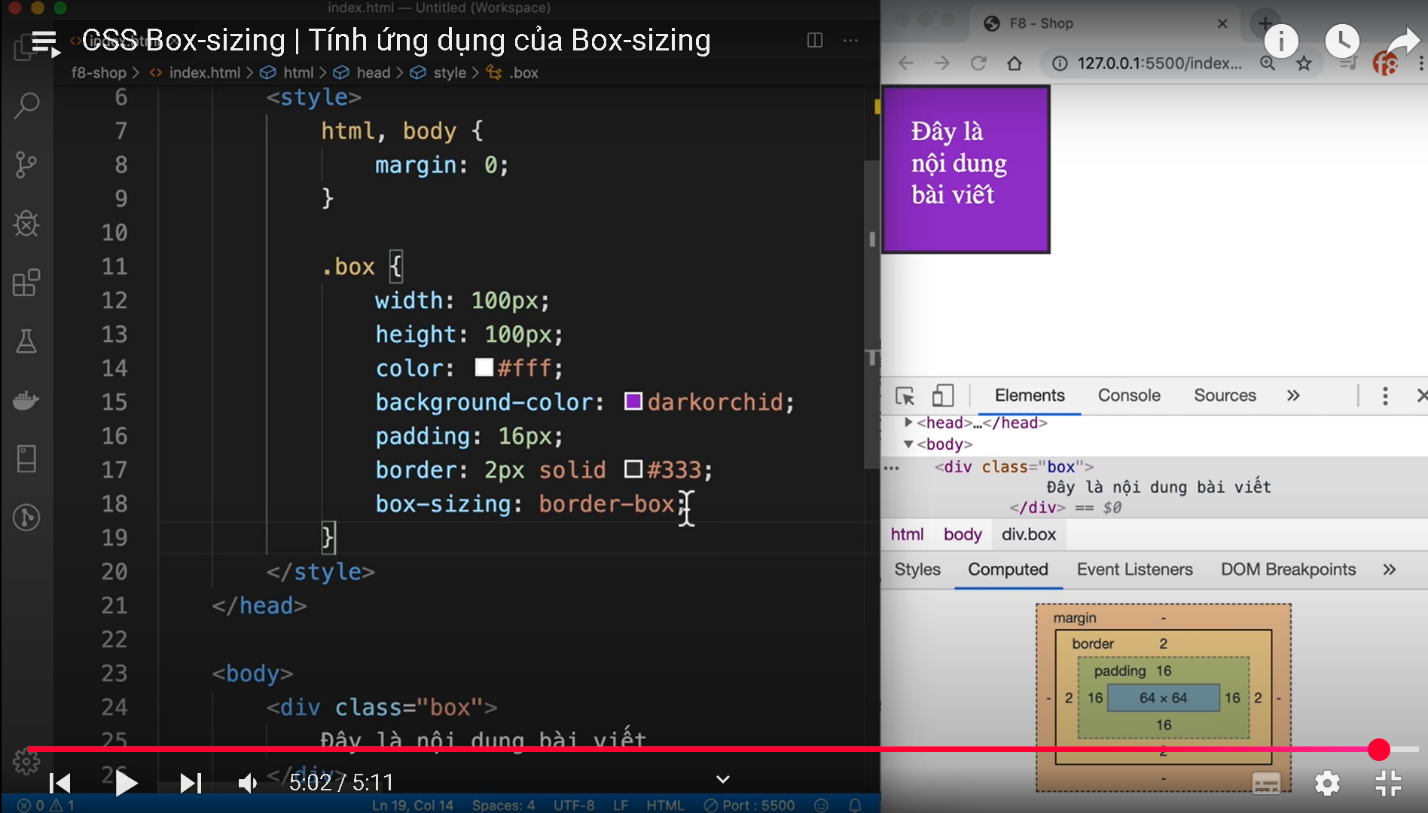 index.html — Untitled (Workspace)
CSS Box-sizing | Tính ứng dụng của Box-sizing
f8-shop > index.html > html > head > style > .box
6 <style>
7 html, body {
8 margin: 0;
9 }
10
11 .box {
12 width: 100px;
13 height: 100px;
14 color: #fff;
15 background-color: darkorchid;
16 padding: 16px;
17 border: 2px solid #333;
18 box-sizing: border-box;
19 }
20 </style>
21 </head>
22
23 <body>
24 <div class="box">
25 Đây là nội dung bài viết
26 </div>
5:02 / 5:11
0 1 Ln 19, Col 14 Spaces: 4 UTF-8 LF HTML Port : 5500
F8 - Shop
127.0.0.1:5500/index...
f8
Đây là
nội dung
bài viết
Elements Console Sources »
<head>…</head>
<body>
<div class="box">
Đây là nội dung bài viết
</div> == $0
html body div.box
Styles Computed Event Listeners DOM Breakpoints »
margin -
border 2
padding 16
- 2 16 64 × 64 16 2 -
16
2
-